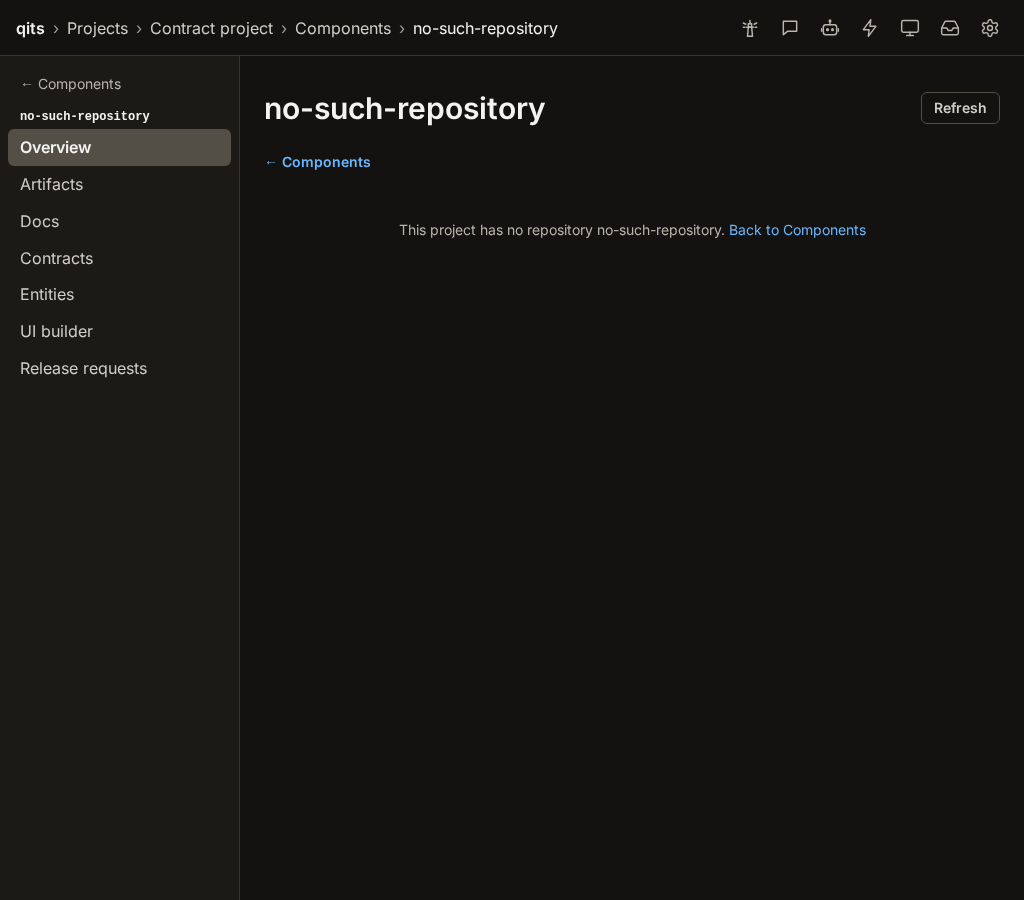 qits › Projects › Contract project › Components › no-such-repository
← Components
no-such-repository
Overview
Artifacts
Docs
Contracts
Entities
UI builder
Release requests
no-such-repository
Refresh
← Components
This project has no repository no-such-repository. Back to Components